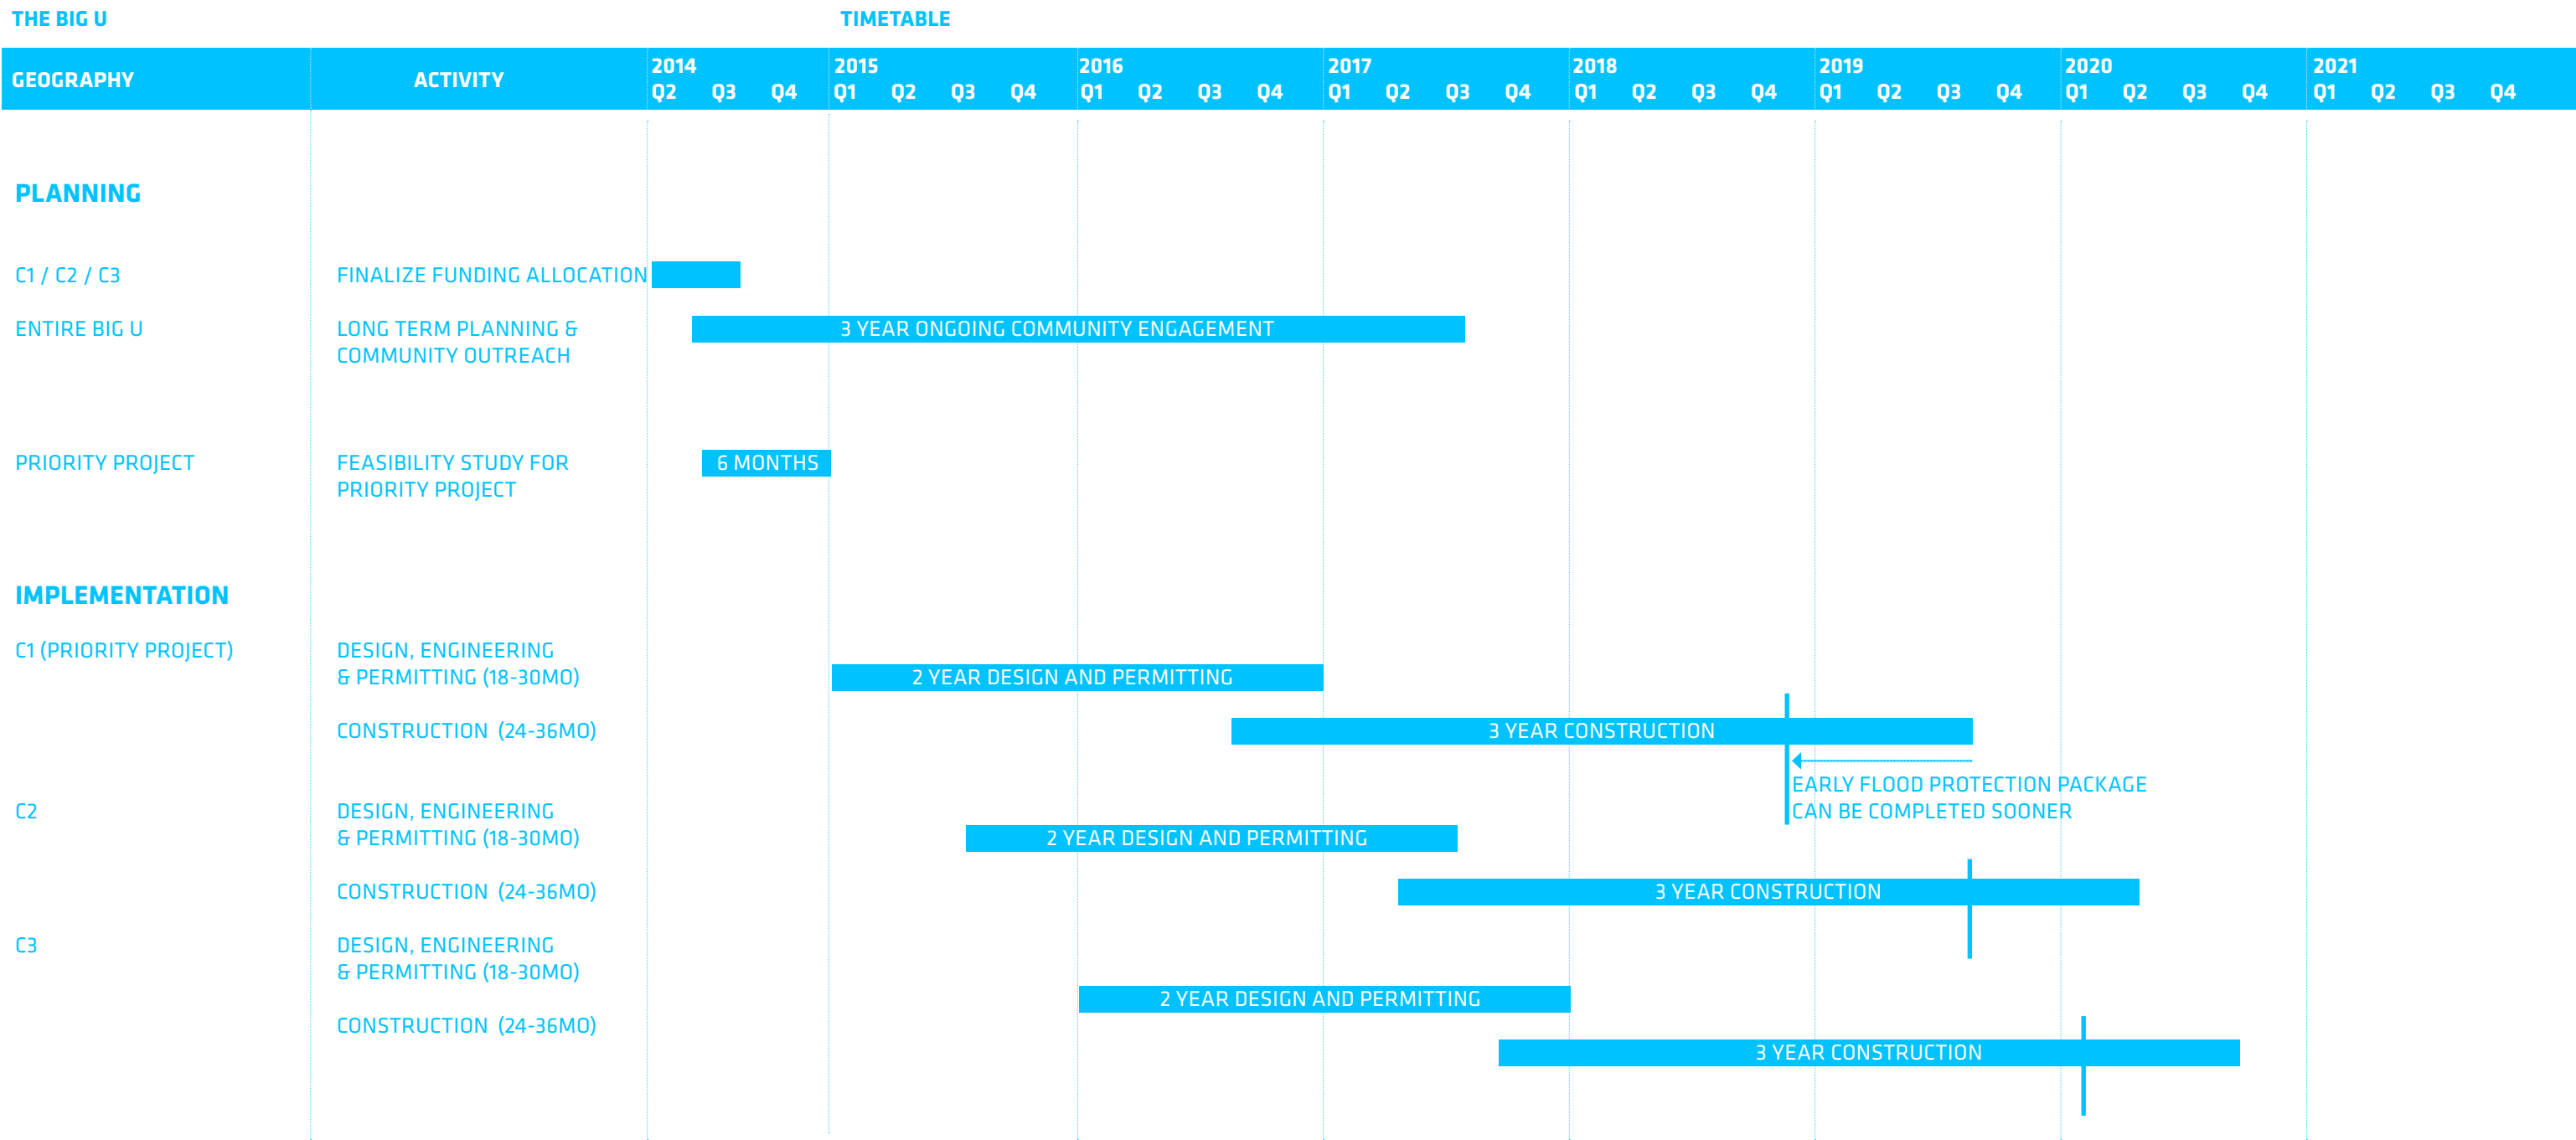 THE BIG U
TIMETABLE
GEOGRAPHY
ACTIVITY
2014
2015
2016
2017
2018
2019
2020
2021
Q2 Q3 Q4 Q1 Q2 Q3 Q4 Q1 Q2 Q3 Q4 Q1 Q2 Q3 Q4 Q1 Q2 Q3 Q4 Q1 Q2 Q3 Q4 Q1 Q2 Q3 Q4 Q1 Q2 Q3 Q4
PLANNING
C1 / C2 / C3
FINALIZE FUNDING ALLOCATION
ENTIRE BIG U
LONG TERM PLANNING &
COMMUNITY OUTREACH
3 YEAR ONGOING COMMUNITY ENGAGEMENT
PRIORITY PROJECT
FEASIBILITY STUDY FOR
PRIORITY PROJECT
6 MONTHS
IMPLEMENTATION
C1 (PRIORITY PROJECT)
DESIGN, ENGINEERING
& PERMITTING (18-30MO)
2 YEAR DESIGN AND PERMITTING
CONSTRUCTION (24-36MO)
3 YEAR CONSTRUCTION
EARLY FLOOD PROTECTION PACKAGE
CAN BE COMPLETED SOONER
C2
DESIGN, ENGINEERING
& PERMITTING (18-30MO)
2 YEAR DESIGN AND PERMITTING
CONSTRUCTION (24-36MO)
3 YEAR CONSTRUCTION
C3
DESIGN, ENGINEERING
& PERMITTING (18-30MO)
2 YEAR DESIGN AND PERMITTING
CONSTRUCTION (24-36MO)
3 YEAR CONSTRUCTION